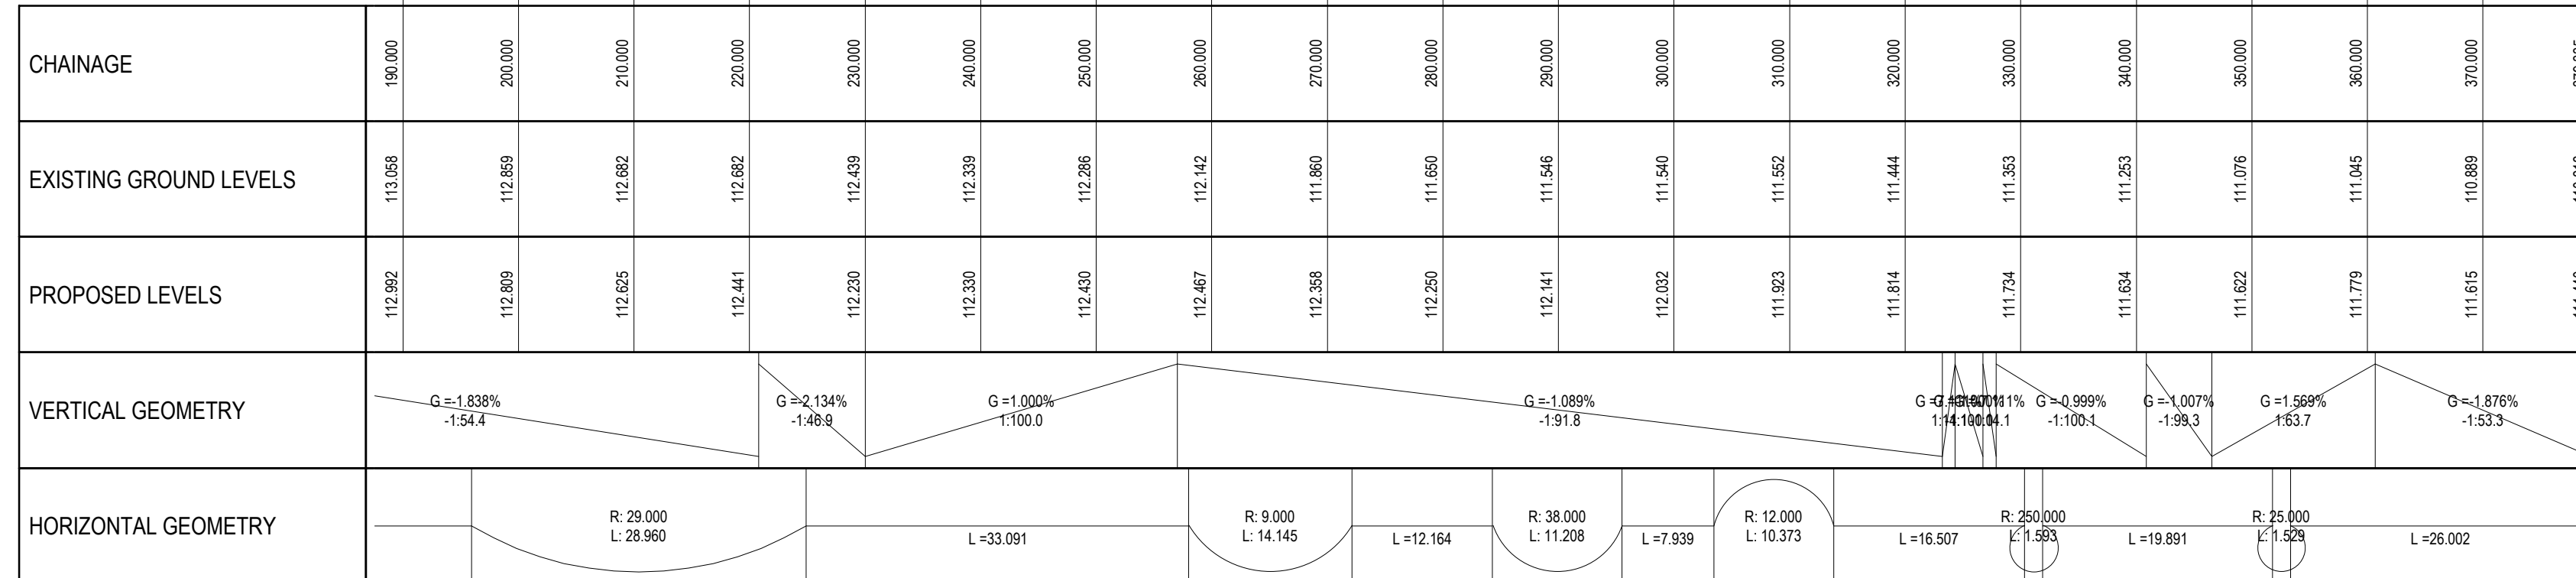 CHAINAGE 190.000 200.000 210.000 220.000 230.000 240.000 250.000 260.000 270.000 280.000 290.000 300.000 310.000 320.000 330.000 340.000 350.000 360.000 370.000
EXISTING GROUND LEVELS 113.058 112.859 112.682 112.682 112.439 112.339 112.286 112.142 111.860 111.650 111.546 111.540 111.552 111.444 111.353 111.253 111.076 111.045 110.889
PROPOSED LEVELS 112.992 112.809 112.625 112.441 112.230 112.330 112.430 112.467 112.358 112.250 112.141 112.032 111.923 111.814 111.734 111.634 111.622 111.779 111.615
VERTICAL GEOMETRY
G =-1.838% G =-2.134% G =1.000% G =-1.089% G =-0.999% G =-1.007% G =1.569% G =-1.876%
-1:54.4 -1:46.9 1:100.0 -1:91.8 -1:100.1 -1:99.3 1:63.7 -1:53.3
HORIZONTAL GEOMETRY
R: 29.000 R: 9.000 R: 38.000 R: 12.000 R: 250.000 R: 25.000
L: 28.960 L =33.091 L: 14.145 L =12.164 L: 11.208 L =7.939 L: 10.373 L =16.507 L: 1.593 L =19.891 L: 1.529 L =26.002